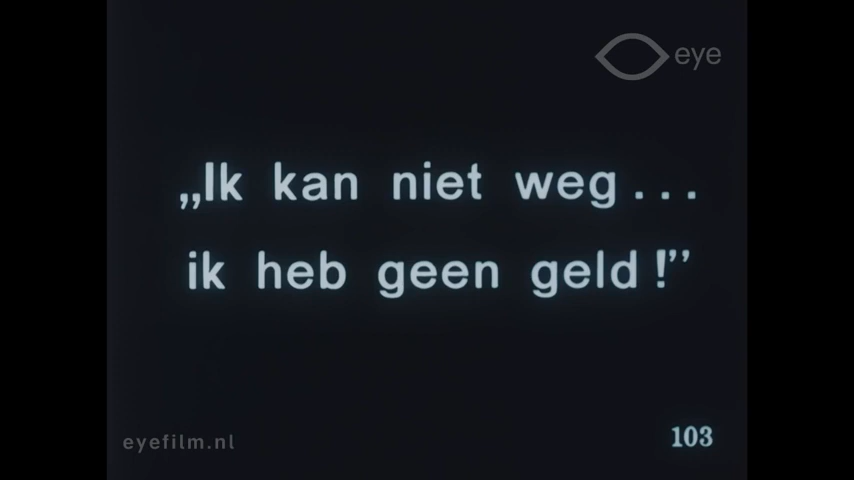 eye
„Ik kan niet weg...
ik heb geen geld!”
eyefilm.nl
103